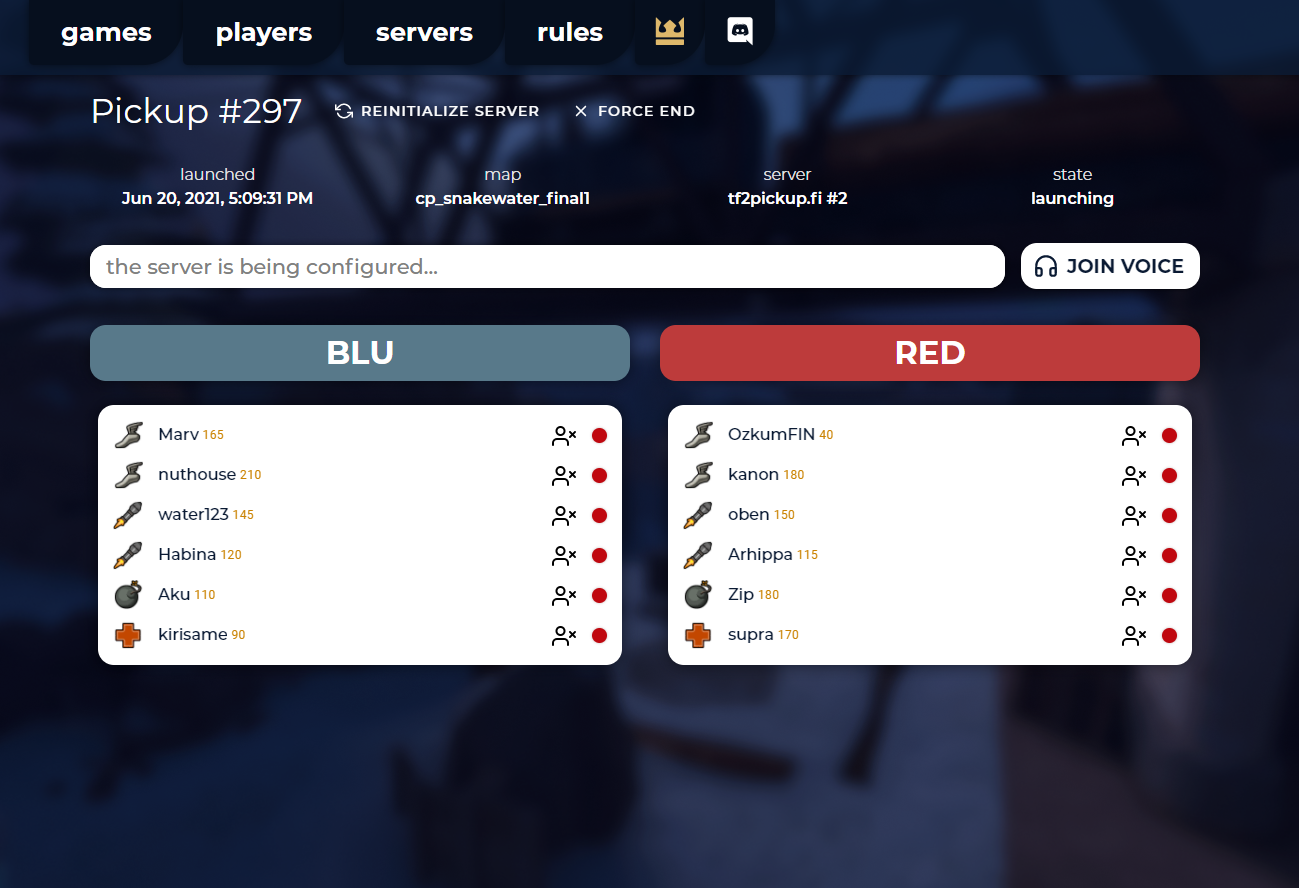 games players servers rules
Pickup #297 REINITIALIZE SERVER FORCE END
launched map server state
Jun 20, 2021, 5:09:31 PM cp_snakewater_final1 tf2pickup.fi #2 launching
the server is being configured... JOIN VOICE
BLU
Marv 165
nuthouse 210
water123 145
Habina 120
Aku 110
kirisame 90
RED
OzkumFIN 40
kanon 180
oben 150
Arhippa 115
Zip 180
supra 170